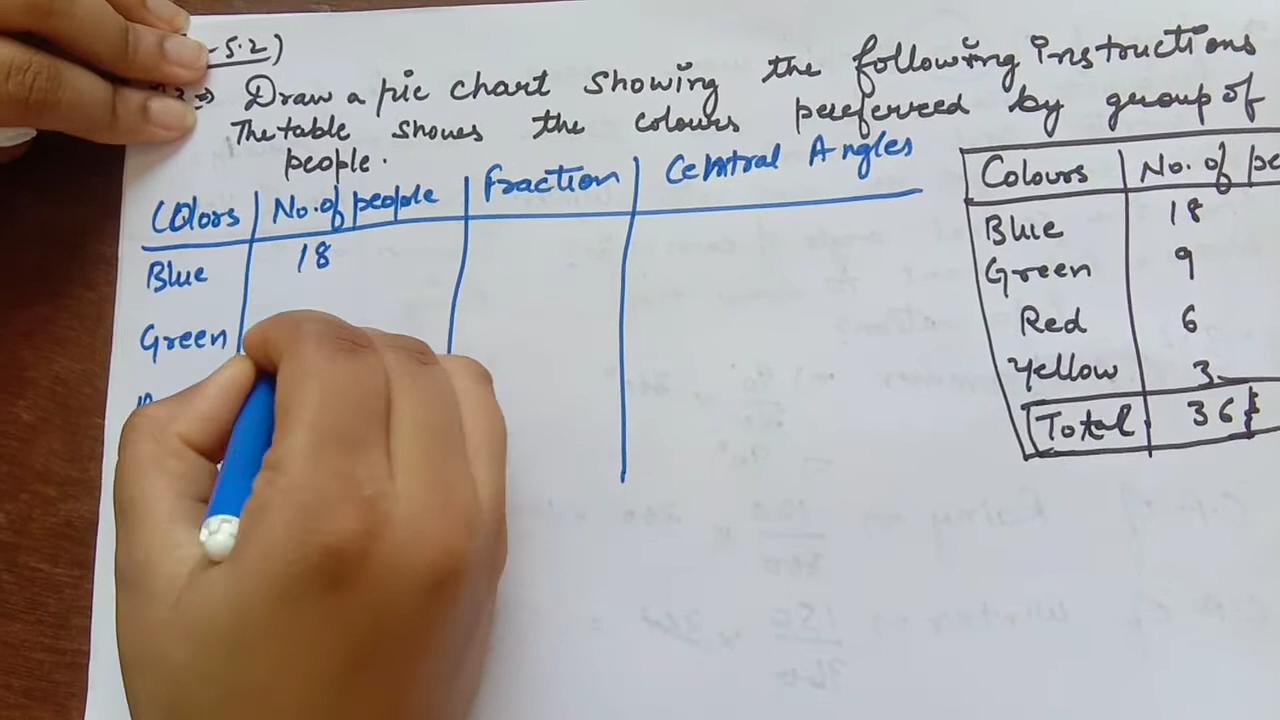 -5.2)
Draw a pie chart showing the following instructions
The table shows the colours preferred by group of
people.
Colors No. of people Fraction Central Angles
Blue 18
Green
Colours No. of pe
Blue 18
Green 9
Red 6
Yellow 3
Total 36